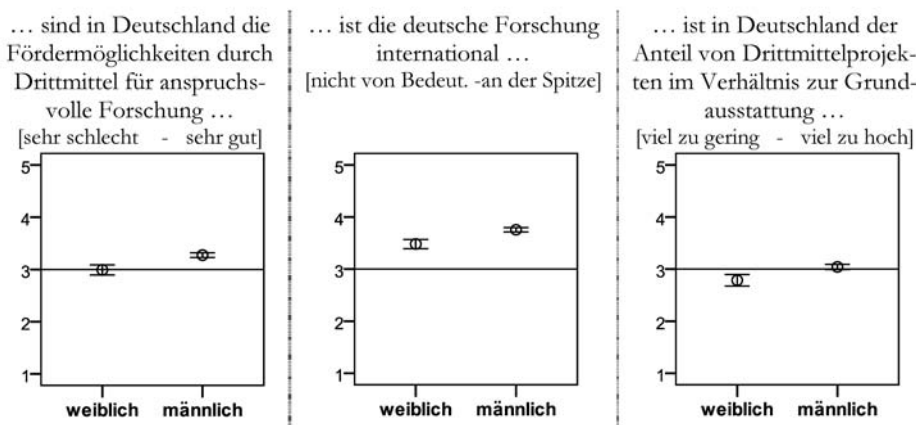 … sind in Deutschland die
Fördermöglichkeiten durch
Drittmittel für anspruchs-
volle Forschung …
[sehr schlecht - sehr gut]
5
4
3
2
1
weiblich männlich
… ist die deutsche Forschung
international …
[nicht von Bedeut. -an der Spitze]
5
4
3
2
1
weiblich männlich
… ist in Deutschland der
Anteil von Drittmittelprojek-
ten im Verhältnis zur Grund-
ausstattung …
[viel zu gering - viel zu hoch]
5
4
3
2
1
weiblich männlich